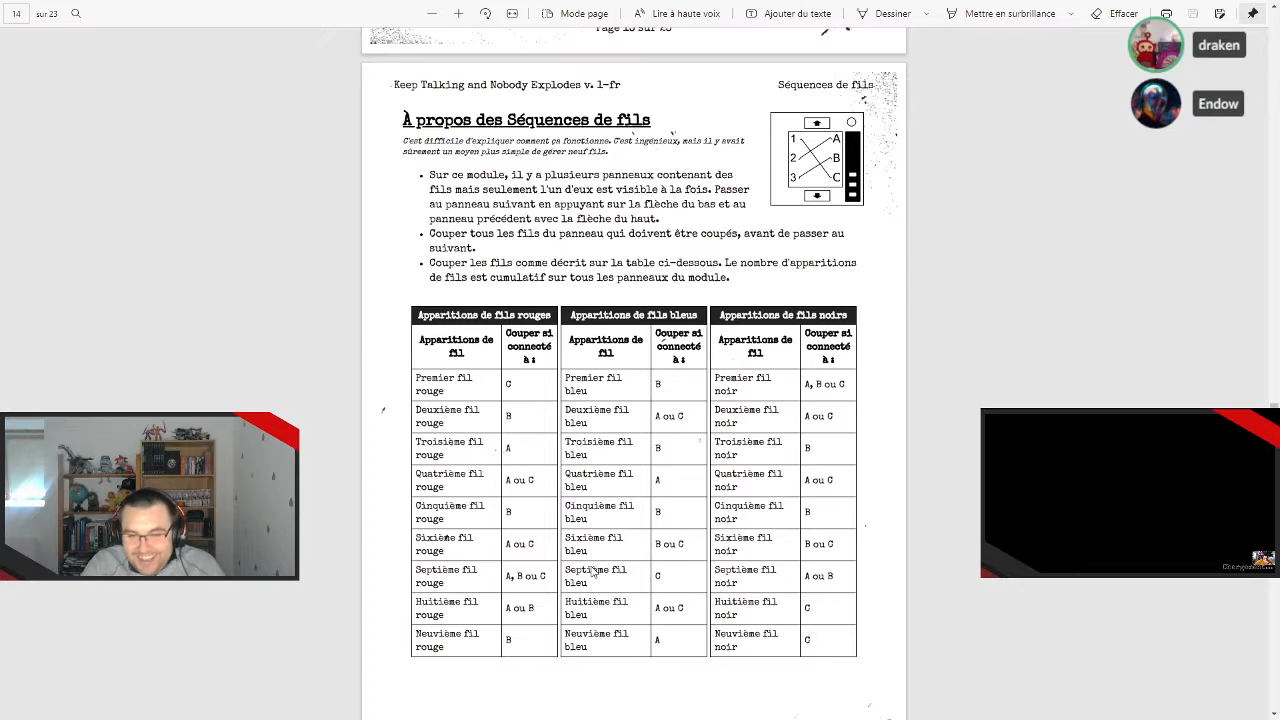 14
sur 23
Mode page
Lire à haute voix
Ajouter du texte
Dessiner
Mettre en surbrillance
Effacer
draken
Endow
Keep Talking and Nobody Explodes v. 1-fr
Séquences de fils
À propos des Séquences de fils
C'est difficile d'expliquer comment ça fonctionne. C'est ingénieux, mais il y avait
sûrement un moyen plus simple de gérer neuf fils.
1 A
2 B
3 C
• Sur ce module, il y a plusieurs panneaux contenant des
fils mais seulement l'un d'eux est visible à la fois. Passer
au panneau suivant en appuyant sur la flèche du bas et au
panneau précédent avec la flèche du haut.
• Couper tous les fils du panneau qui doivent être coupés, avant de passer au
suivant.
• Couper les fils comme décrit sur la table ci-dessous. Le nombre d'apparitions
de fils est cumulatif sur tous les panneaux du module.
Apparitions de fils rouges
Apparitions de fil
Couper si connecté à :
Premier fil rouge C
Deuxième fil rouge B
Troisième fil rouge A
Quatrième fil rouge A ou C
Cinquième fil rouge B
Sixième fil rouge A ou C
Septième fil rouge A, B ou C
Huitième fil rouge A ou B
Neuvième fil rouge B
Apparitions de fils bleus
Apparitions de fil
Couper si connecté à :
Premier fil bleu B
Deuxième fil bleu A ou C
Troisième fil bleu B
Quatrième fil bleu A
Cinquième fil bleu B
Sixième fil bleu B ou C
Septième fil bleu C
Huitième fil bleu A ou C
Neuvième fil bleu A
Apparitions de fils noirs
Apparitions de fil
Couper si connecté à :
Premier fil noir A, B ou C
Deuxième fil noir A ou C
Troisième fil noir B
Quatrième fil noir A ou C
Cinquième fil noir B
Sixième fil noir B ou C
Septième fil noir A ou B
Huitième fil noir C
Neuvième fil noir C
Chargement...